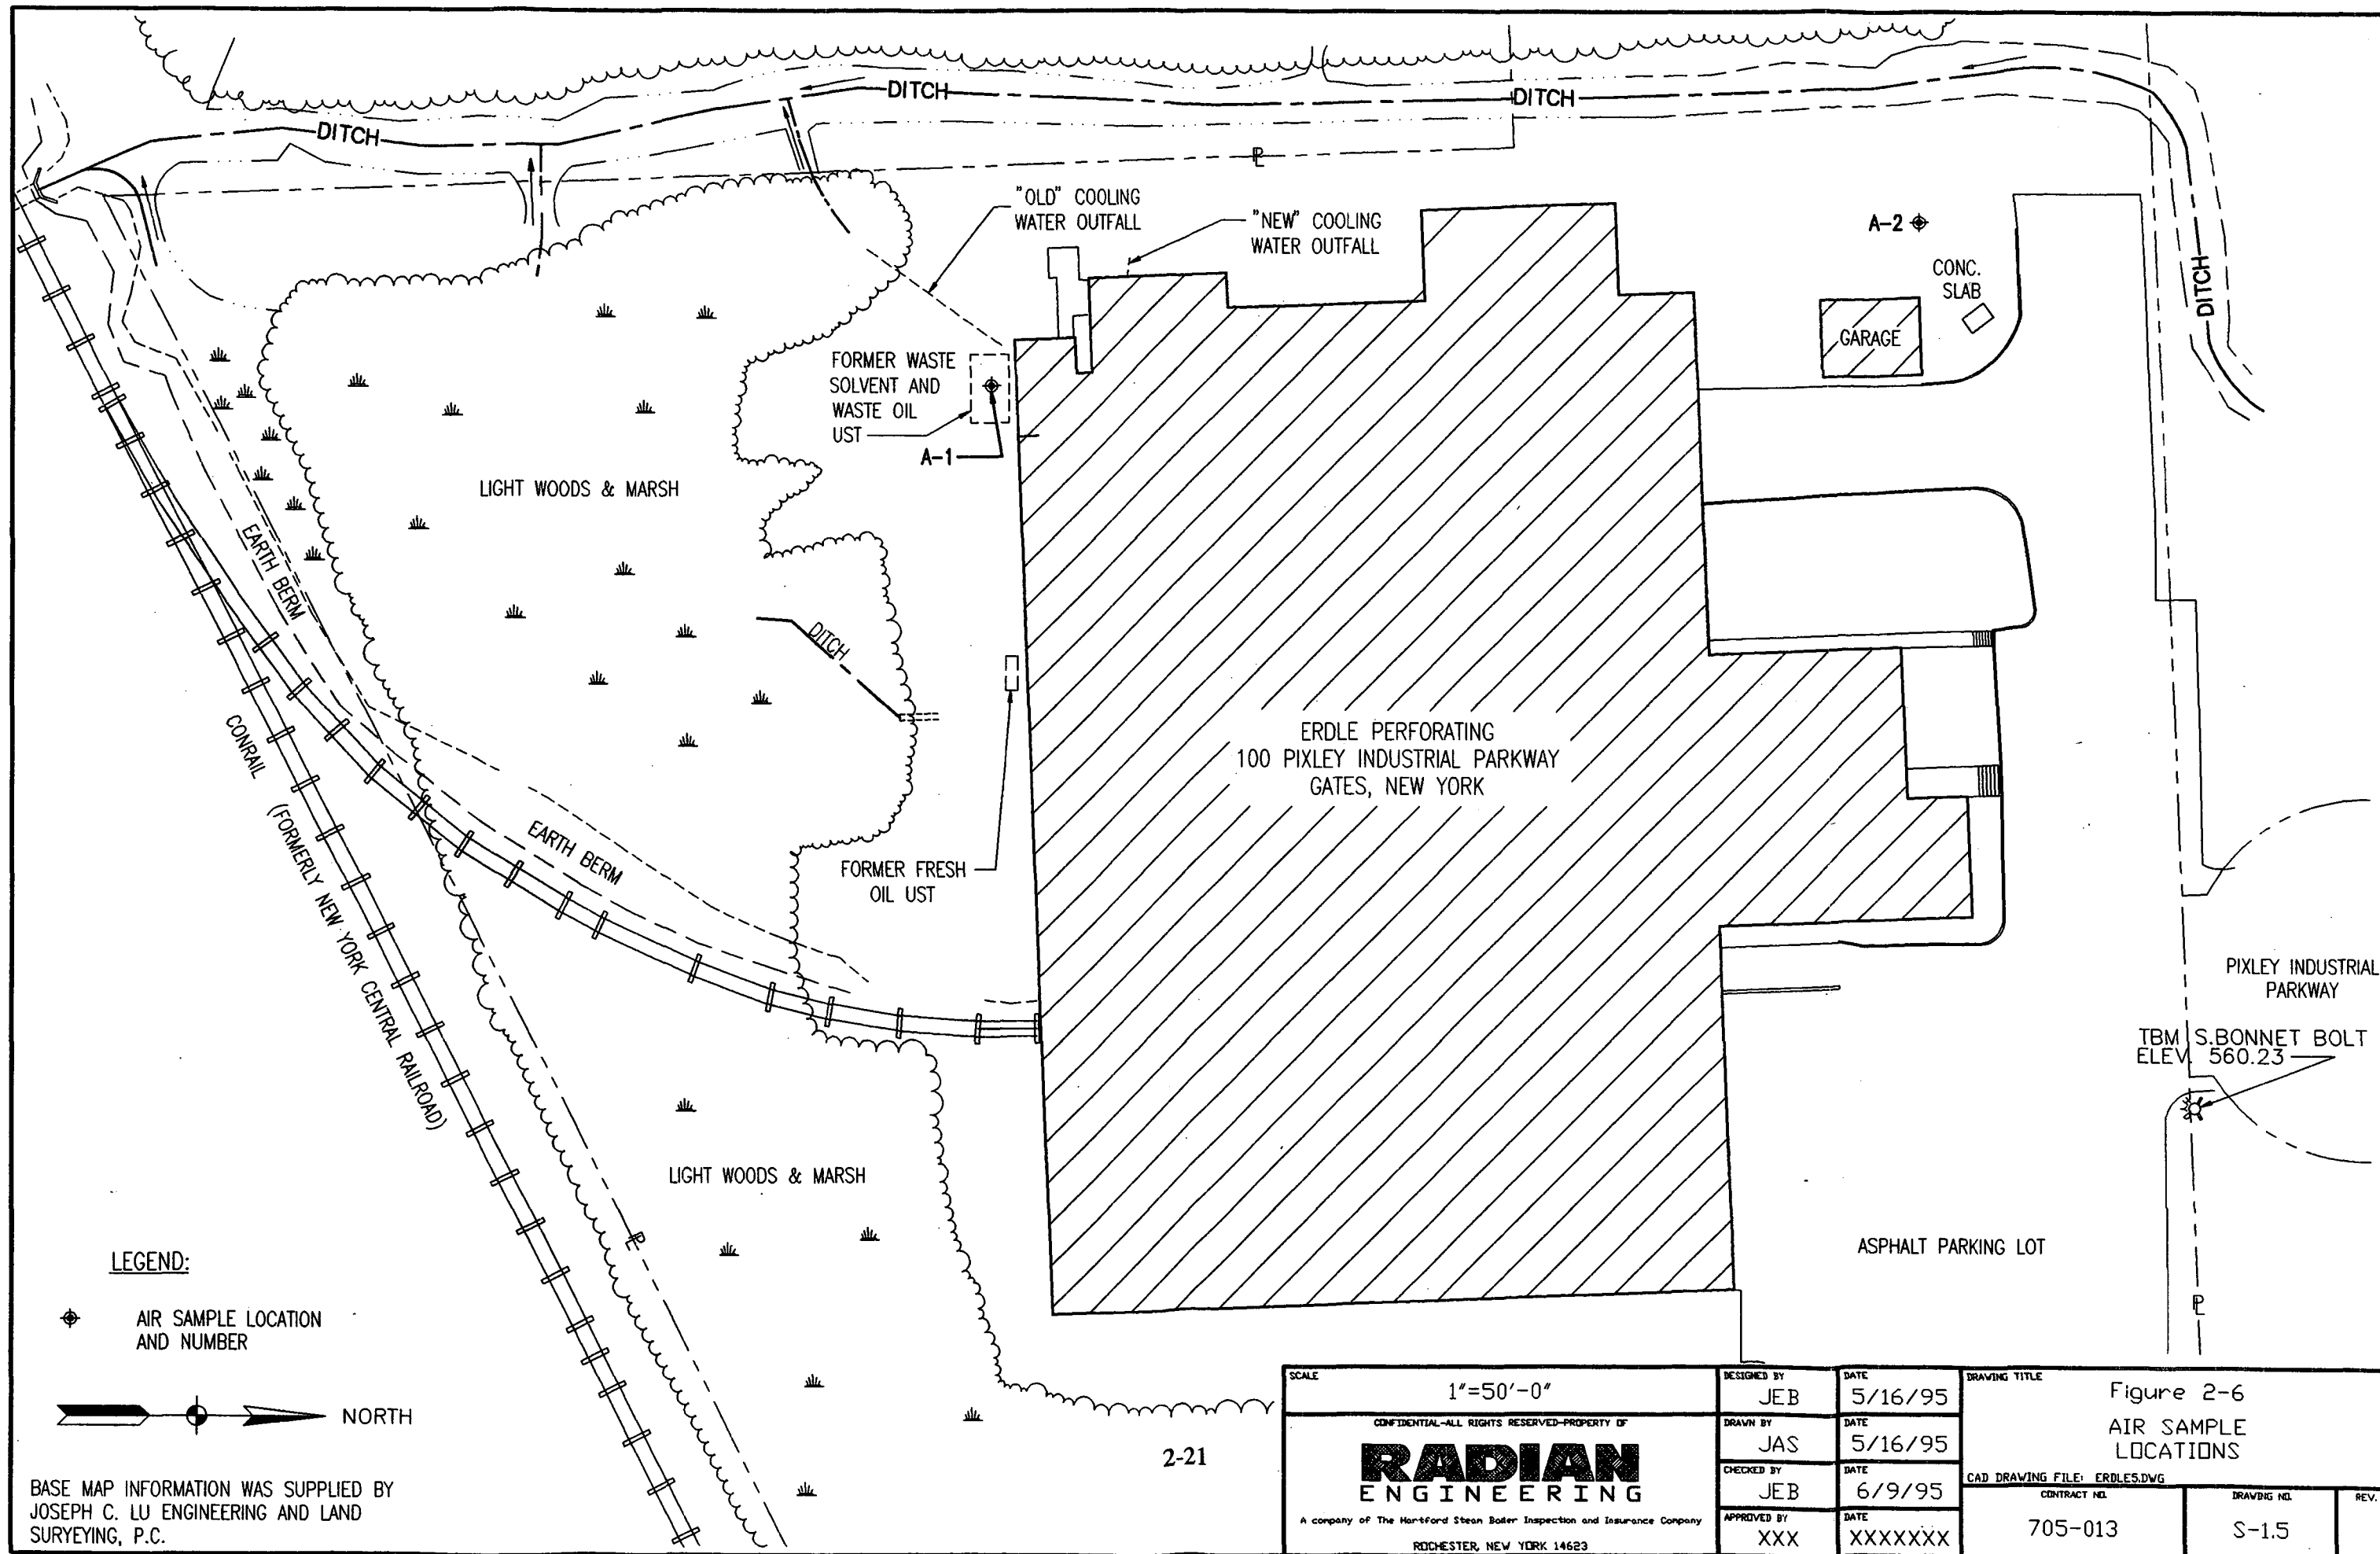 DITCH
DITCH
DITCH
DITCH
"OLD" COOLING
WATER OUTFALL
"NEW" COOLING
WATER OUTFALL
A-2
CONC.
SLAB
GARAGE
FORMER WASTE
SOLVENT AND
WASTE OIL
UST
A-1
LIGHT WOODS & MARSH
EARTH BERM
DITCH
CONRAIL
(FORMERLY NEW YORK CENTRAL RAILROAD)
EARTH BERM
FORMER FRESH
OIL UST
ERDLE PERFORATING
100 PIXLEY INDUSTRIAL PARKWAY
GATES, NEW YORK
PIXLEY INDUSTRIAL
PARKWAY
TBM S.BONNET BOLT
ELEV. 560.23
LIGHT WOODS & MARSH
ASPHALT PARKING LOT
LEGEND:
AIR SAMPLE LOCATION
AND NUMBER
NORTH
BASE MAP INFORMATION WAS SUPPLIED BY
JOSEPH C. LU ENGINEERING AND LAND
SURYEYING, P.C.
2-21
SCALE
1"=50'-0"
CONFIDENTIAL-ALL RIGHTS RESERVED-PROPERTY OF
RADIAN
ENGINEERING
A company of The Hartford Steam Boiler Inspection and Insurance Company
ROCHESTER, NEW YORK 14623
DESIGNED BY
JEB
DATE
5/16/95
DRAWN BY
JAS
DATE
5/16/95
CHECKED BY
JEB
DATE
6/9/95
APPROVED BY
XXX
DATE
XXXXXXX
DRAWING TITLE
Figure 2-6
AIR SAMPLE
LOCATIONS
CAD DRAWING FILE: ERDLE5.DWG
CONTRACT NO.
705-013
DRAWING NO.
S-1.5
REV.